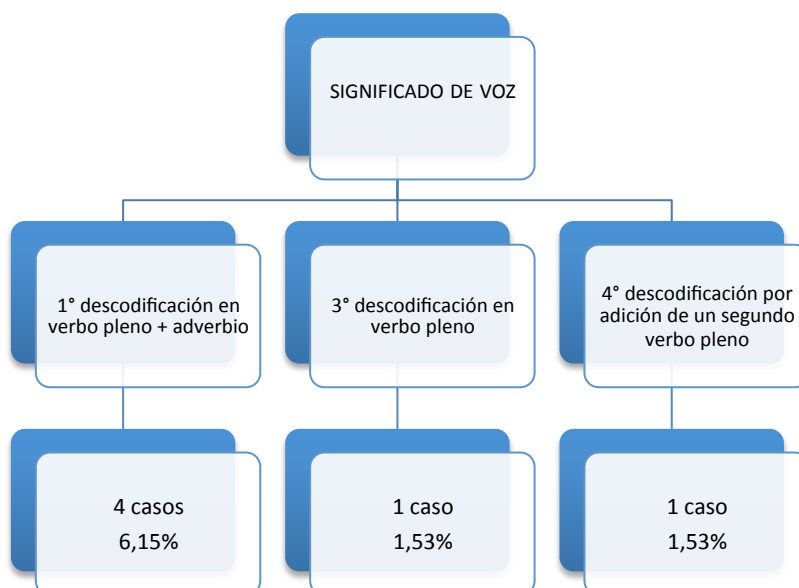 SIGNIFICADO DE VOZ
1° descodificación en
verbo pleno + adverbio
3° descodificación en
verbo pleno
4° descodificación por
adición de un segundo
verbo pleno
4 casos
6,15%
1 caso
1,53%
1 caso
1,53%